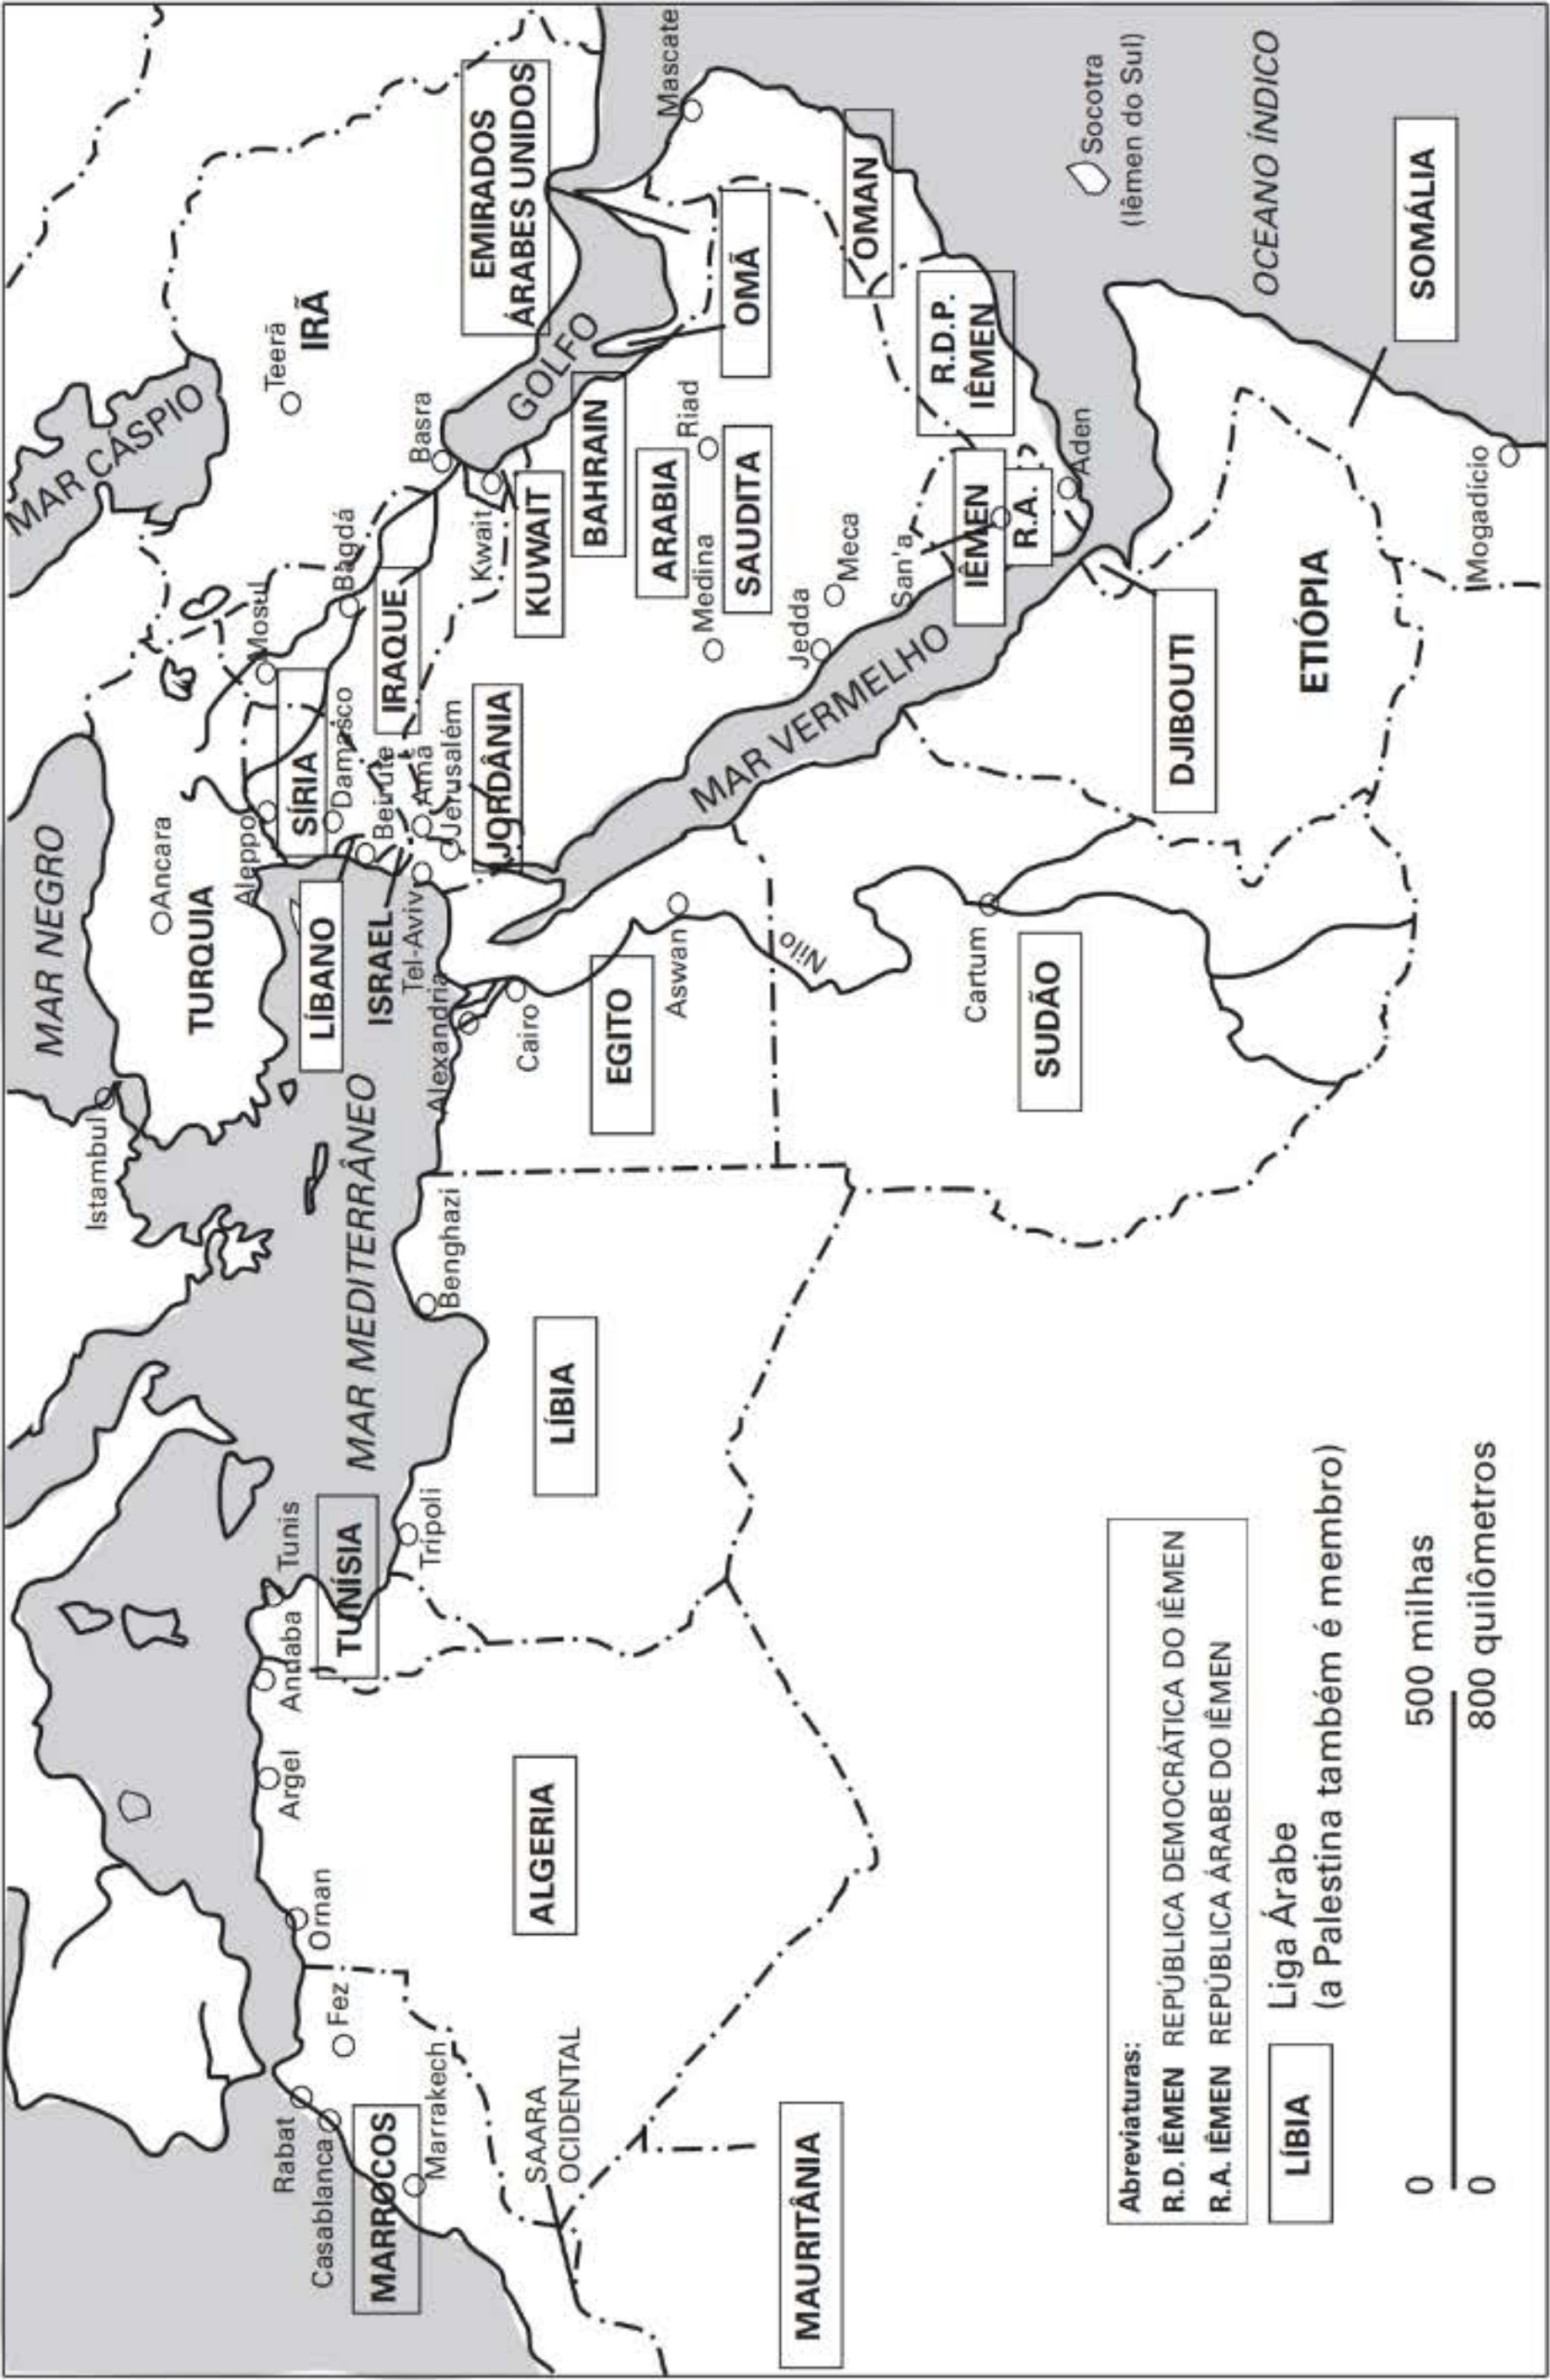 MAR NEGRO
MAR CÁSPIO
Istambul
Ancara
TURQUIA
Teerã
IRÃ
Mosul
Aleppo
SÍRIA
Damasco
Bagdá
IRAQUE
Basra
LÍBANO
Beirute
ISRAEL
Tel-Aviv
Amã
Jerusalém
JORDÂNIA
Kwait
KUWAIT
GOLFO
EMIRADOS
ÁRABES UNIDOS
BAHRAIN
Mascate
MAR MEDITERRÂNEO
Tunis
Annaba
Argel
Ornan
Fez
Rabat
Casablanca
MARROCOS
Marrakech
TUNÍSIA
Trípoli
Benghazi
Alexandria
Cairo
ALGERIA
LÍBIA
EGITO
Aswan
Nilo
SAARA
OCIDENTAL
MAURITÂNIA
ARABIA
SAUDITA
Riad
Medina
Jedda
Meca
OMÃ
OMAN
MAR VERMELHO
San'a
IÊMEN
R.A.
?
R.D.P.
IÊMEN
Aden
Cartum
SUDÃO
DJIBOUTI
ETIÓPIA
Socotra
(Iêmen do Sul)
OCEANO ÍNDICO
SOMÁLIA
Mogadício
Abreviaturas:
R.D. IÊMEN REPÚBLICA DEMOCRÁTICA DO IÊMEN
R.A. IÊMEN REPÚBLICA ÁRABE DO IÊMEN
LÍBIA Liga Árabe
(a Palestina também é membro)
0 500 milhas
0 800 quilômetros